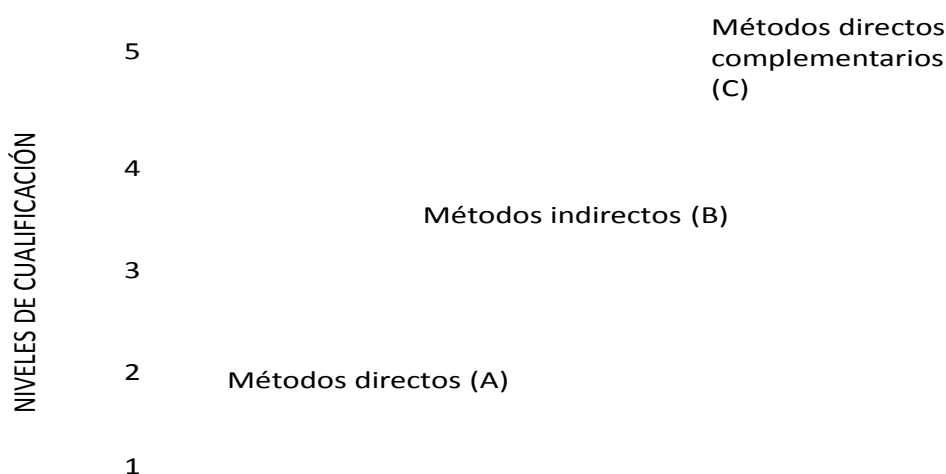 NIVELES DE CUALIFICACIÓN
5
Métodos directos
complementarios
(C)
4
Métodos indirectos (B)
3
2
Métodos directos (A)
1